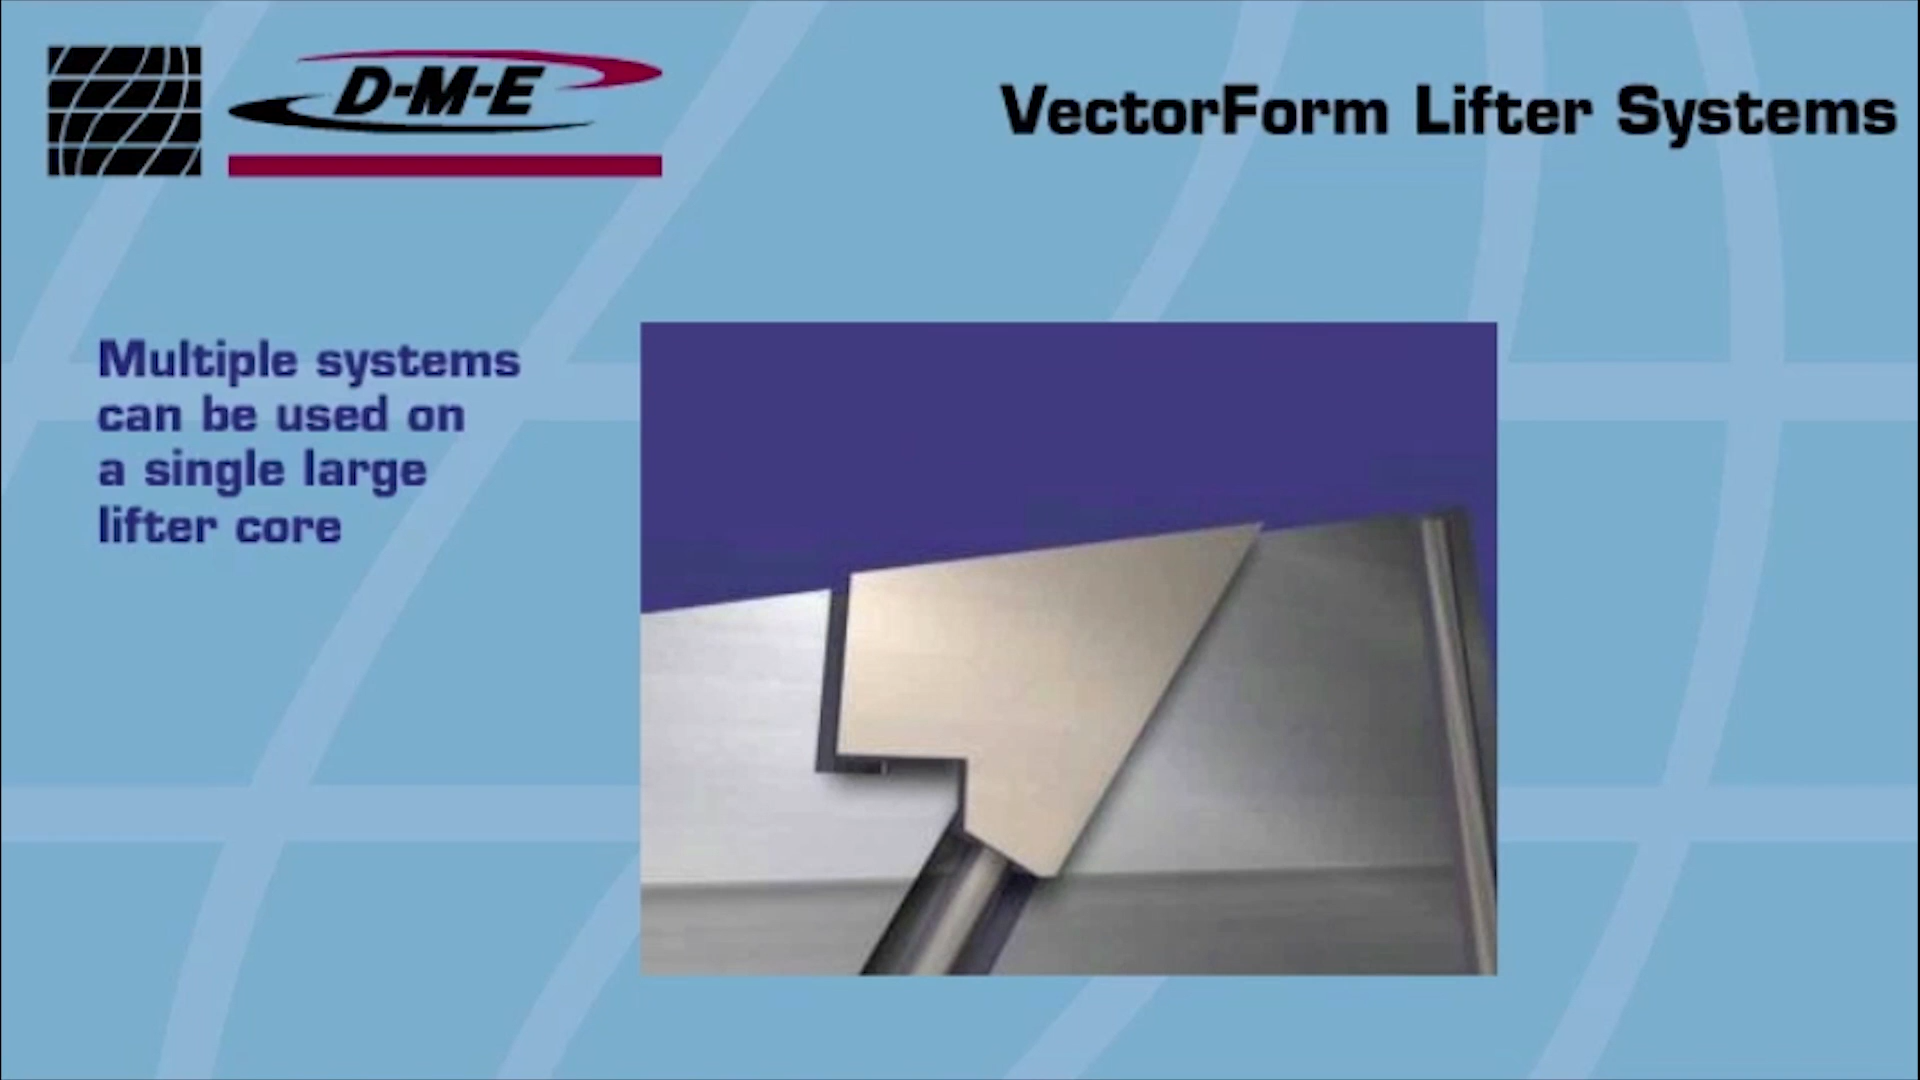 D-M-E
VectorForm Lifter Systems
Multiple systems
can be used on
a single large
lifter core